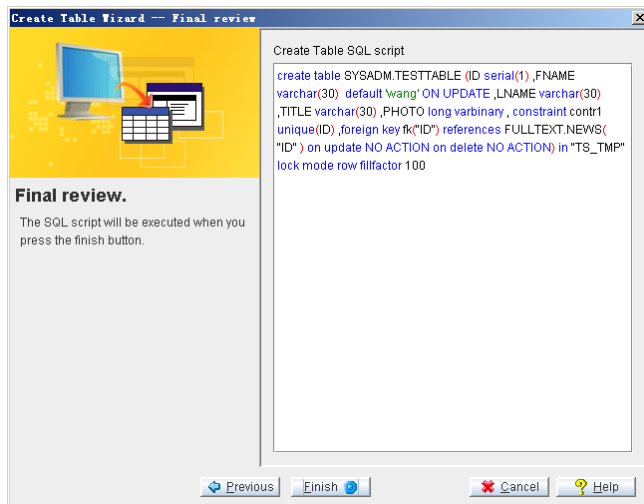 Create Table Wizard -- Final review
Create Table SQL script
create table SYSADM.TESTTABLE (ID serial(1) ,FNAME
varchar(30)  default 'wang' ON UPDATE ,LNAME varchar(30)
,TITLE varchar(30) ,PHOTO long varbinary , constraint contr1
unique(ID) ,foreign key fk("ID") references FULLTEXT.NEWS(
"ID" ) on update NO ACTION on delete NO ACTION) in "TS_TMP"
lock mode row fillfactor 100
Final review.
The SQL script will be executed when you
press the finish button.
Previous
Finish
Cancel
Help